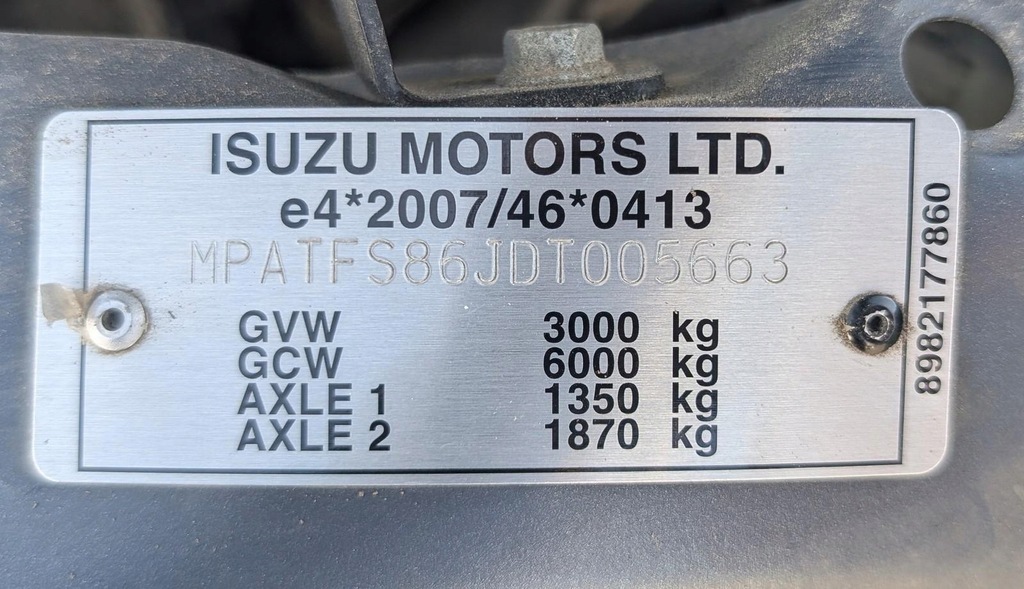 ISUZU MOTORS LTD.
e4*2007/46*0413
MPATFS86JDT005663
GVW 3000 kg
GCW 6000 kg
AXLE 1 1350 kg
AXLE 2 1870 kg
8982177860